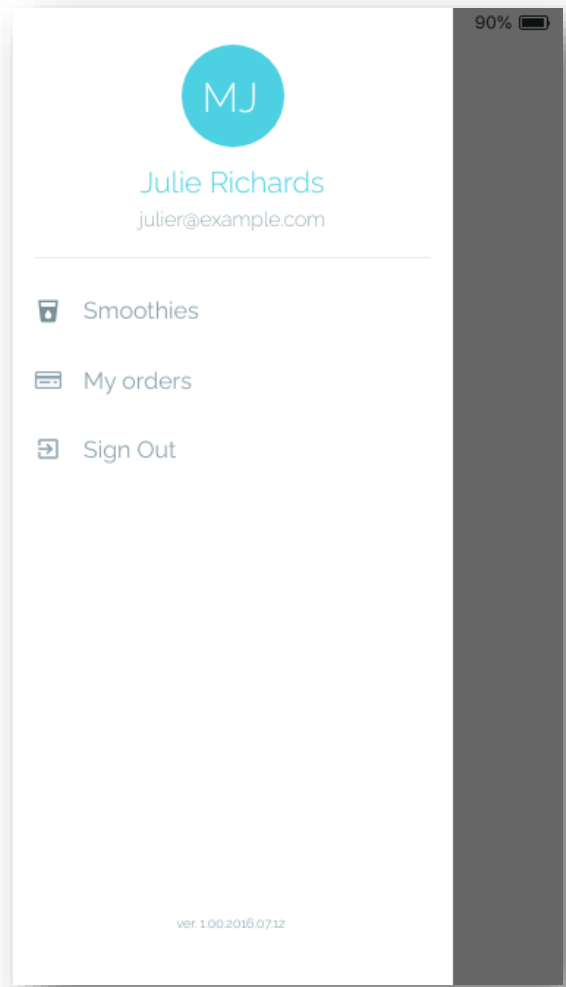 90%
MJ
Julie Richards
julier@example.com
Smoothies
My orders
Sign Out
ver. 1.00.2016.07.12